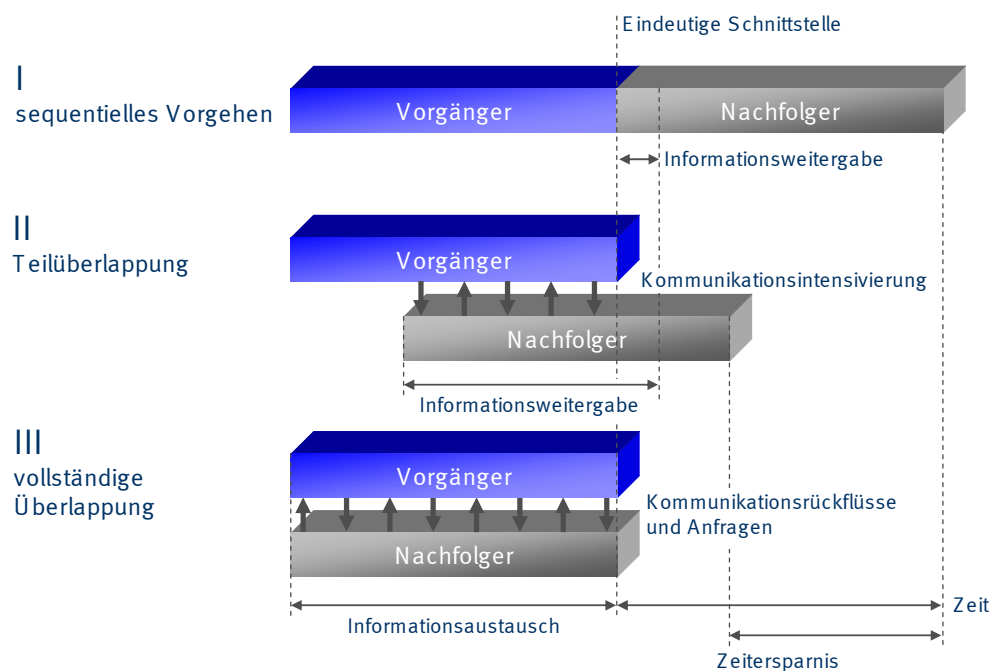 Eindeutige Schnittstelle
I
sequentielles Vorgehen
Vorgänger
Nachfolger
Informationsweitergabe
II
Teilüberlappung
Vorgänger
Kommunikationsintensivierung
Nachfolger
Informationsweitergabe
III
vollständige
Überlappung
Vorgänger
Kommunikationsrückflüsse
und Anfragen
Nachfolger
Zeit
Informationsaustausch
Zeitersparnis